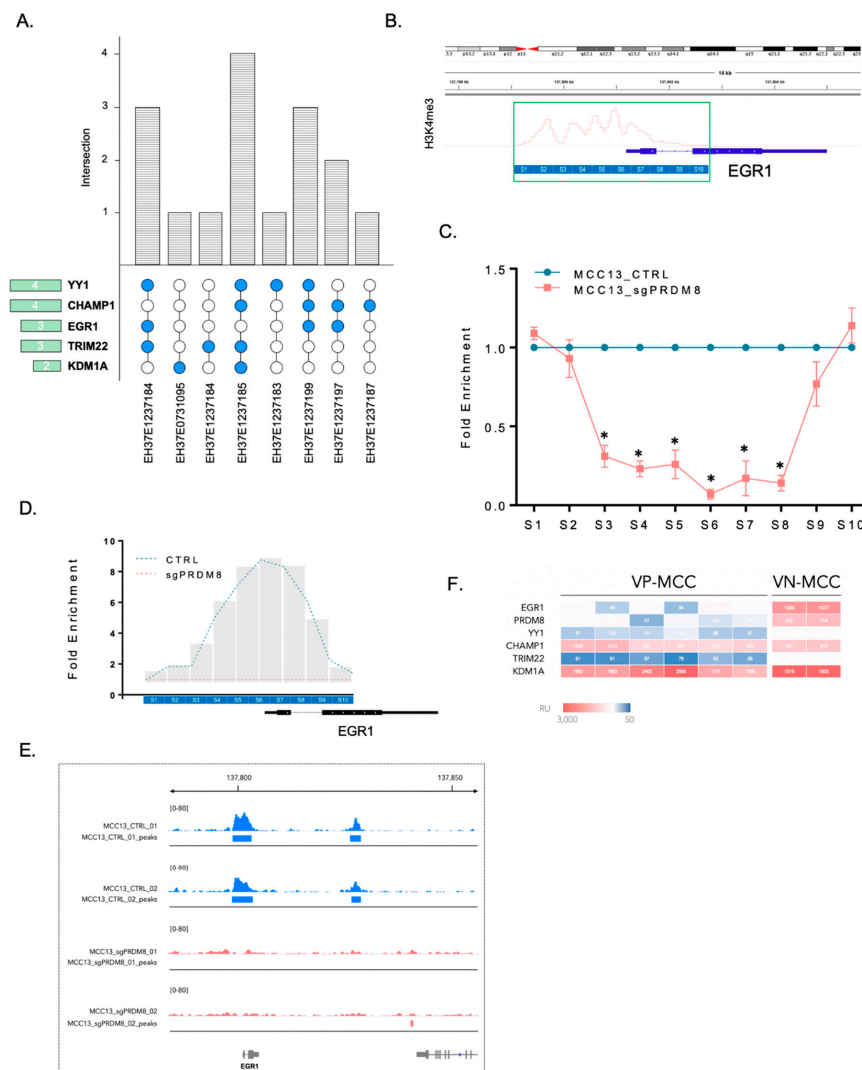 A.
Intersection
4
3
2
1
4 YY1
4 CHAMP1
3 EGR1
3 TRIM22
2 KDM1A
EH37E1237184
EH37E0731095
EH37E1237184
EH37E1237185
EH37E1237183
EH37E1237199
EH37E1237197
EH37E1237187
B.
16 kb
H3K4me3
S1 S2 S3 S4 S5 S6 S7 S8 S9 S10
EGR1
C.
MCC13_CTRL
MCC13_sgPRDM8
Fold Enrichment
1.5
1.0
0.5
0.0
* * * * * *
S1 S2 S3 S4 S5 S6 S7 S8 S9 S10
D.
Fold Enrichment
10
8
6
4
2
0
CTRL
sgPRDM8
S1 S2 S3 S4 S5 S6 S7 S8 S9 S10
EGR1
F.
VP-MCC VN-MCC
EGR1
PRDM8
YY1
CHAMP1
TRIM22
KDM1A
RU
3,000 50
E.
137,800 137,850
[0-80]
MCC13_CTRL_01
MCC13_CTRL_01_peaks
[0-80]
MCC13_CTRL_02
MCC13_CTRL_02_peaks
[0-80]
MCC13_sgPRDM8_01
MCC13_sgPRDM8_01_peaks
[0-80]
MCC13_sgPRDM8_02
MCC13_sgPRDM8_02_peaks
EGR1